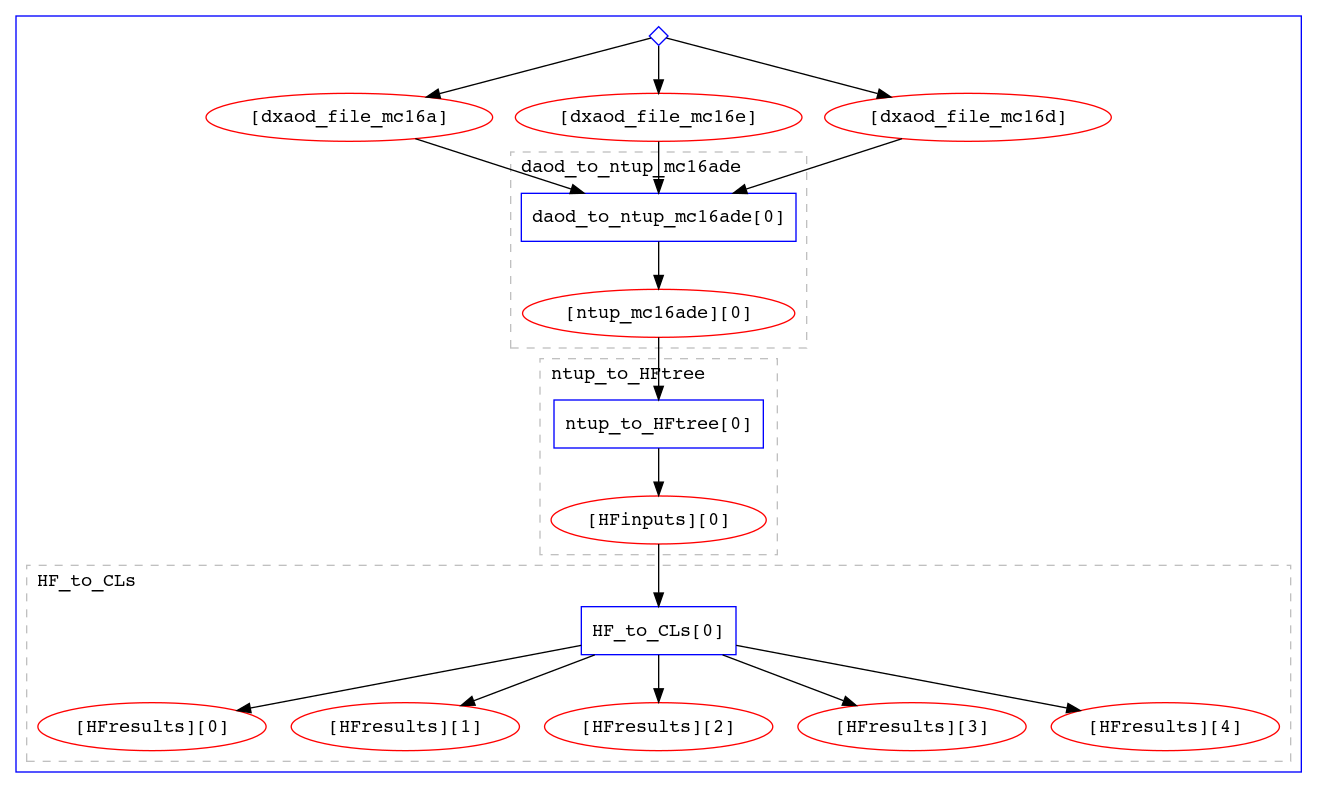 [dxaod_file_mc16a]
[dxaod_file_mc16e]
[dxaod_file_mc16d]
daod_to_ntup_mc16ade
daod_to_ntup_mc16ade[0]
[ntup_mc16ade][0]
ntup_to_HFtree
ntup_to_HFtree[0]
[HFinputs][0]
HF_to_CLs
HF_to_CLs[0]
[HFresults][0]
[HFresults][1]
[HFresults][2]
[HFresults][3]
[HFresults][4]